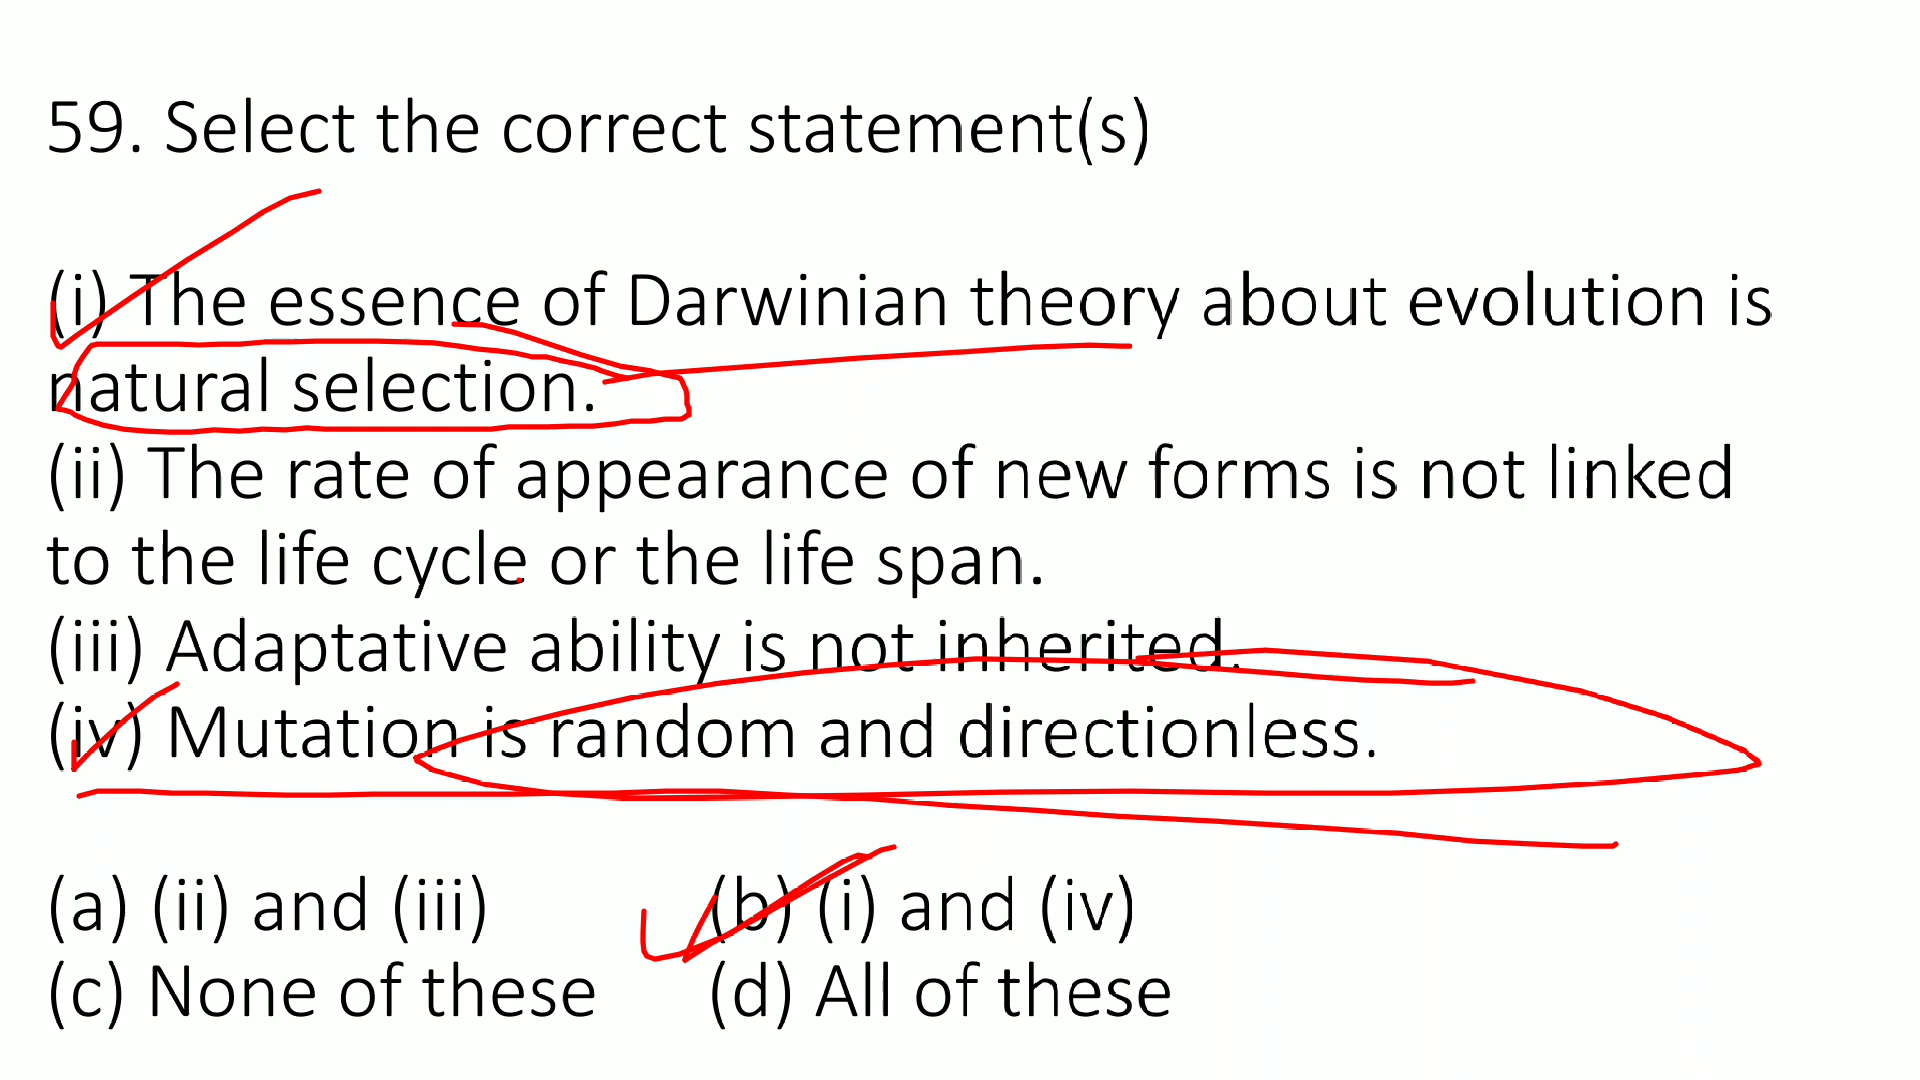 59. Select the correct statement(s)
(i) The essence of Darwinian theory about evolution is
natural selection.
(ii) The rate of appearance of new forms is not linked
to the life cycle or the life span.
(iii) Adaptative ability is not inherited.
(iv) Mutation is random and directionless.
(a) (ii) and (iii) (b) (i) and (iv)
(c) None of these (d) All of these